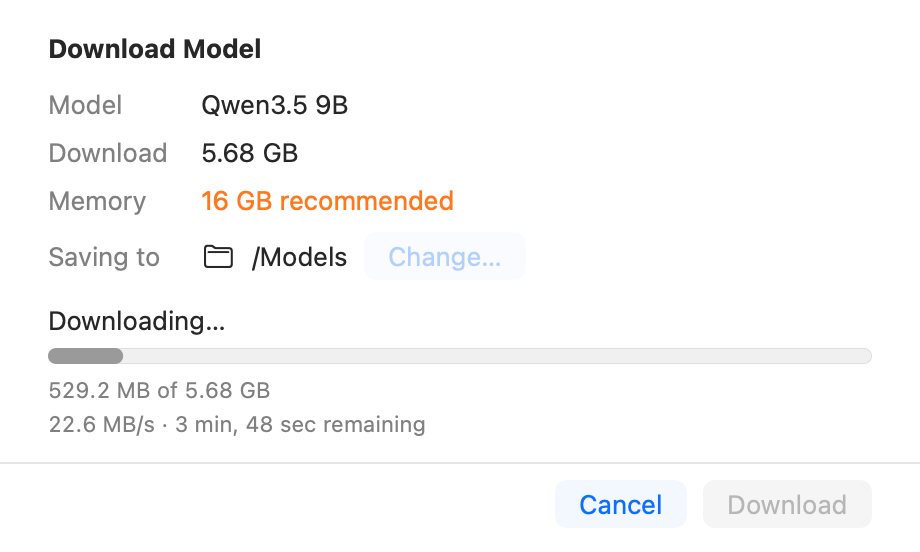 Download Model
Model Qwen3.5 9B
Download 5.68 GB
Memory 16 GB recommended
Saving to /Models Change...
Downloading...
529.2 MB of 5.68 GB
22.6 MB/s · 3 min, 48 sec remaining
Cancel Download